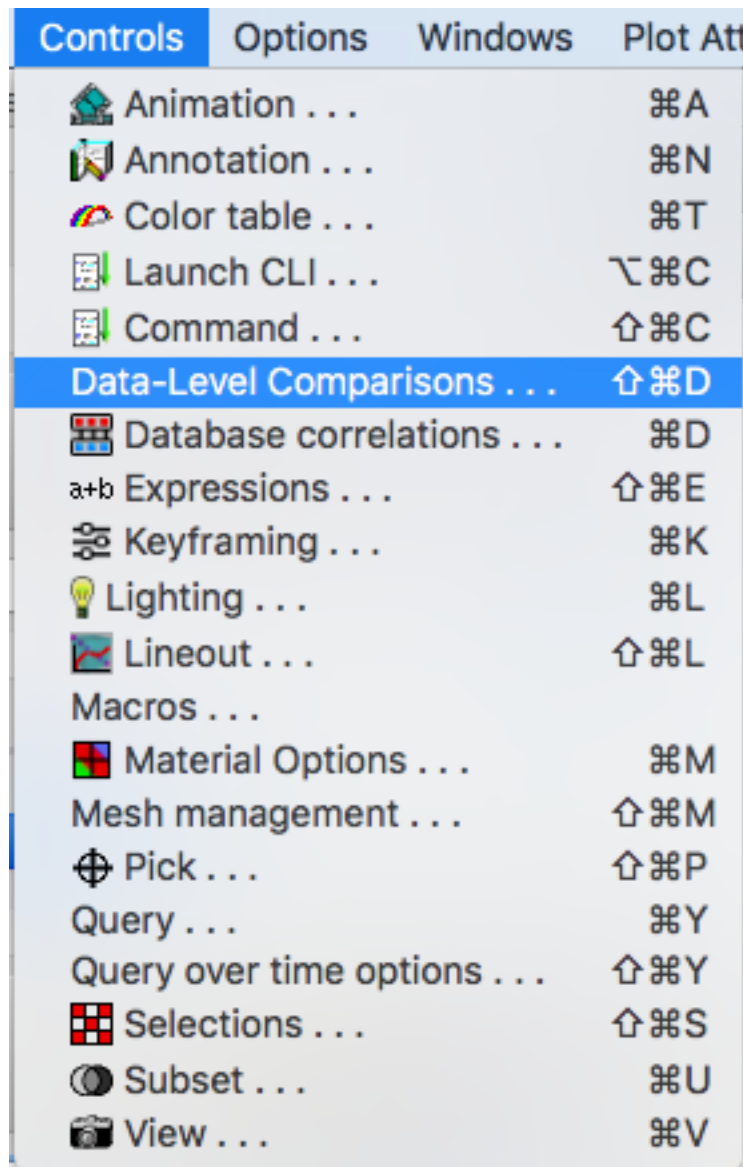 Controls Options Windows Plot Att
Animation . . . ⌘A
Annotation . . . ⌘N
Color table . . . ⌘T
Launch CLI . . . ⌥⌘C
Command . . . ⇧⌘C
Data-Level Comparisons . . . ⇧⌘D
Database correlations . . . ⌘D
a+b Expressions . . . ⇧⌘E
Keyframing . . . ⌘K
Lighting . . . ⌘L
Lineout . . . ⇧⌘L
Macros . . .
Material Options . . . ⌘M
Mesh management . . . ⇧⌘M
Pick . . . ⇧⌘P
Query . . . ⌘Y
Query over time options . . . ⇧⌘Y
Selections . . . ⇧⌘S
Subset . . . ⌘U
View . . . ⌘V